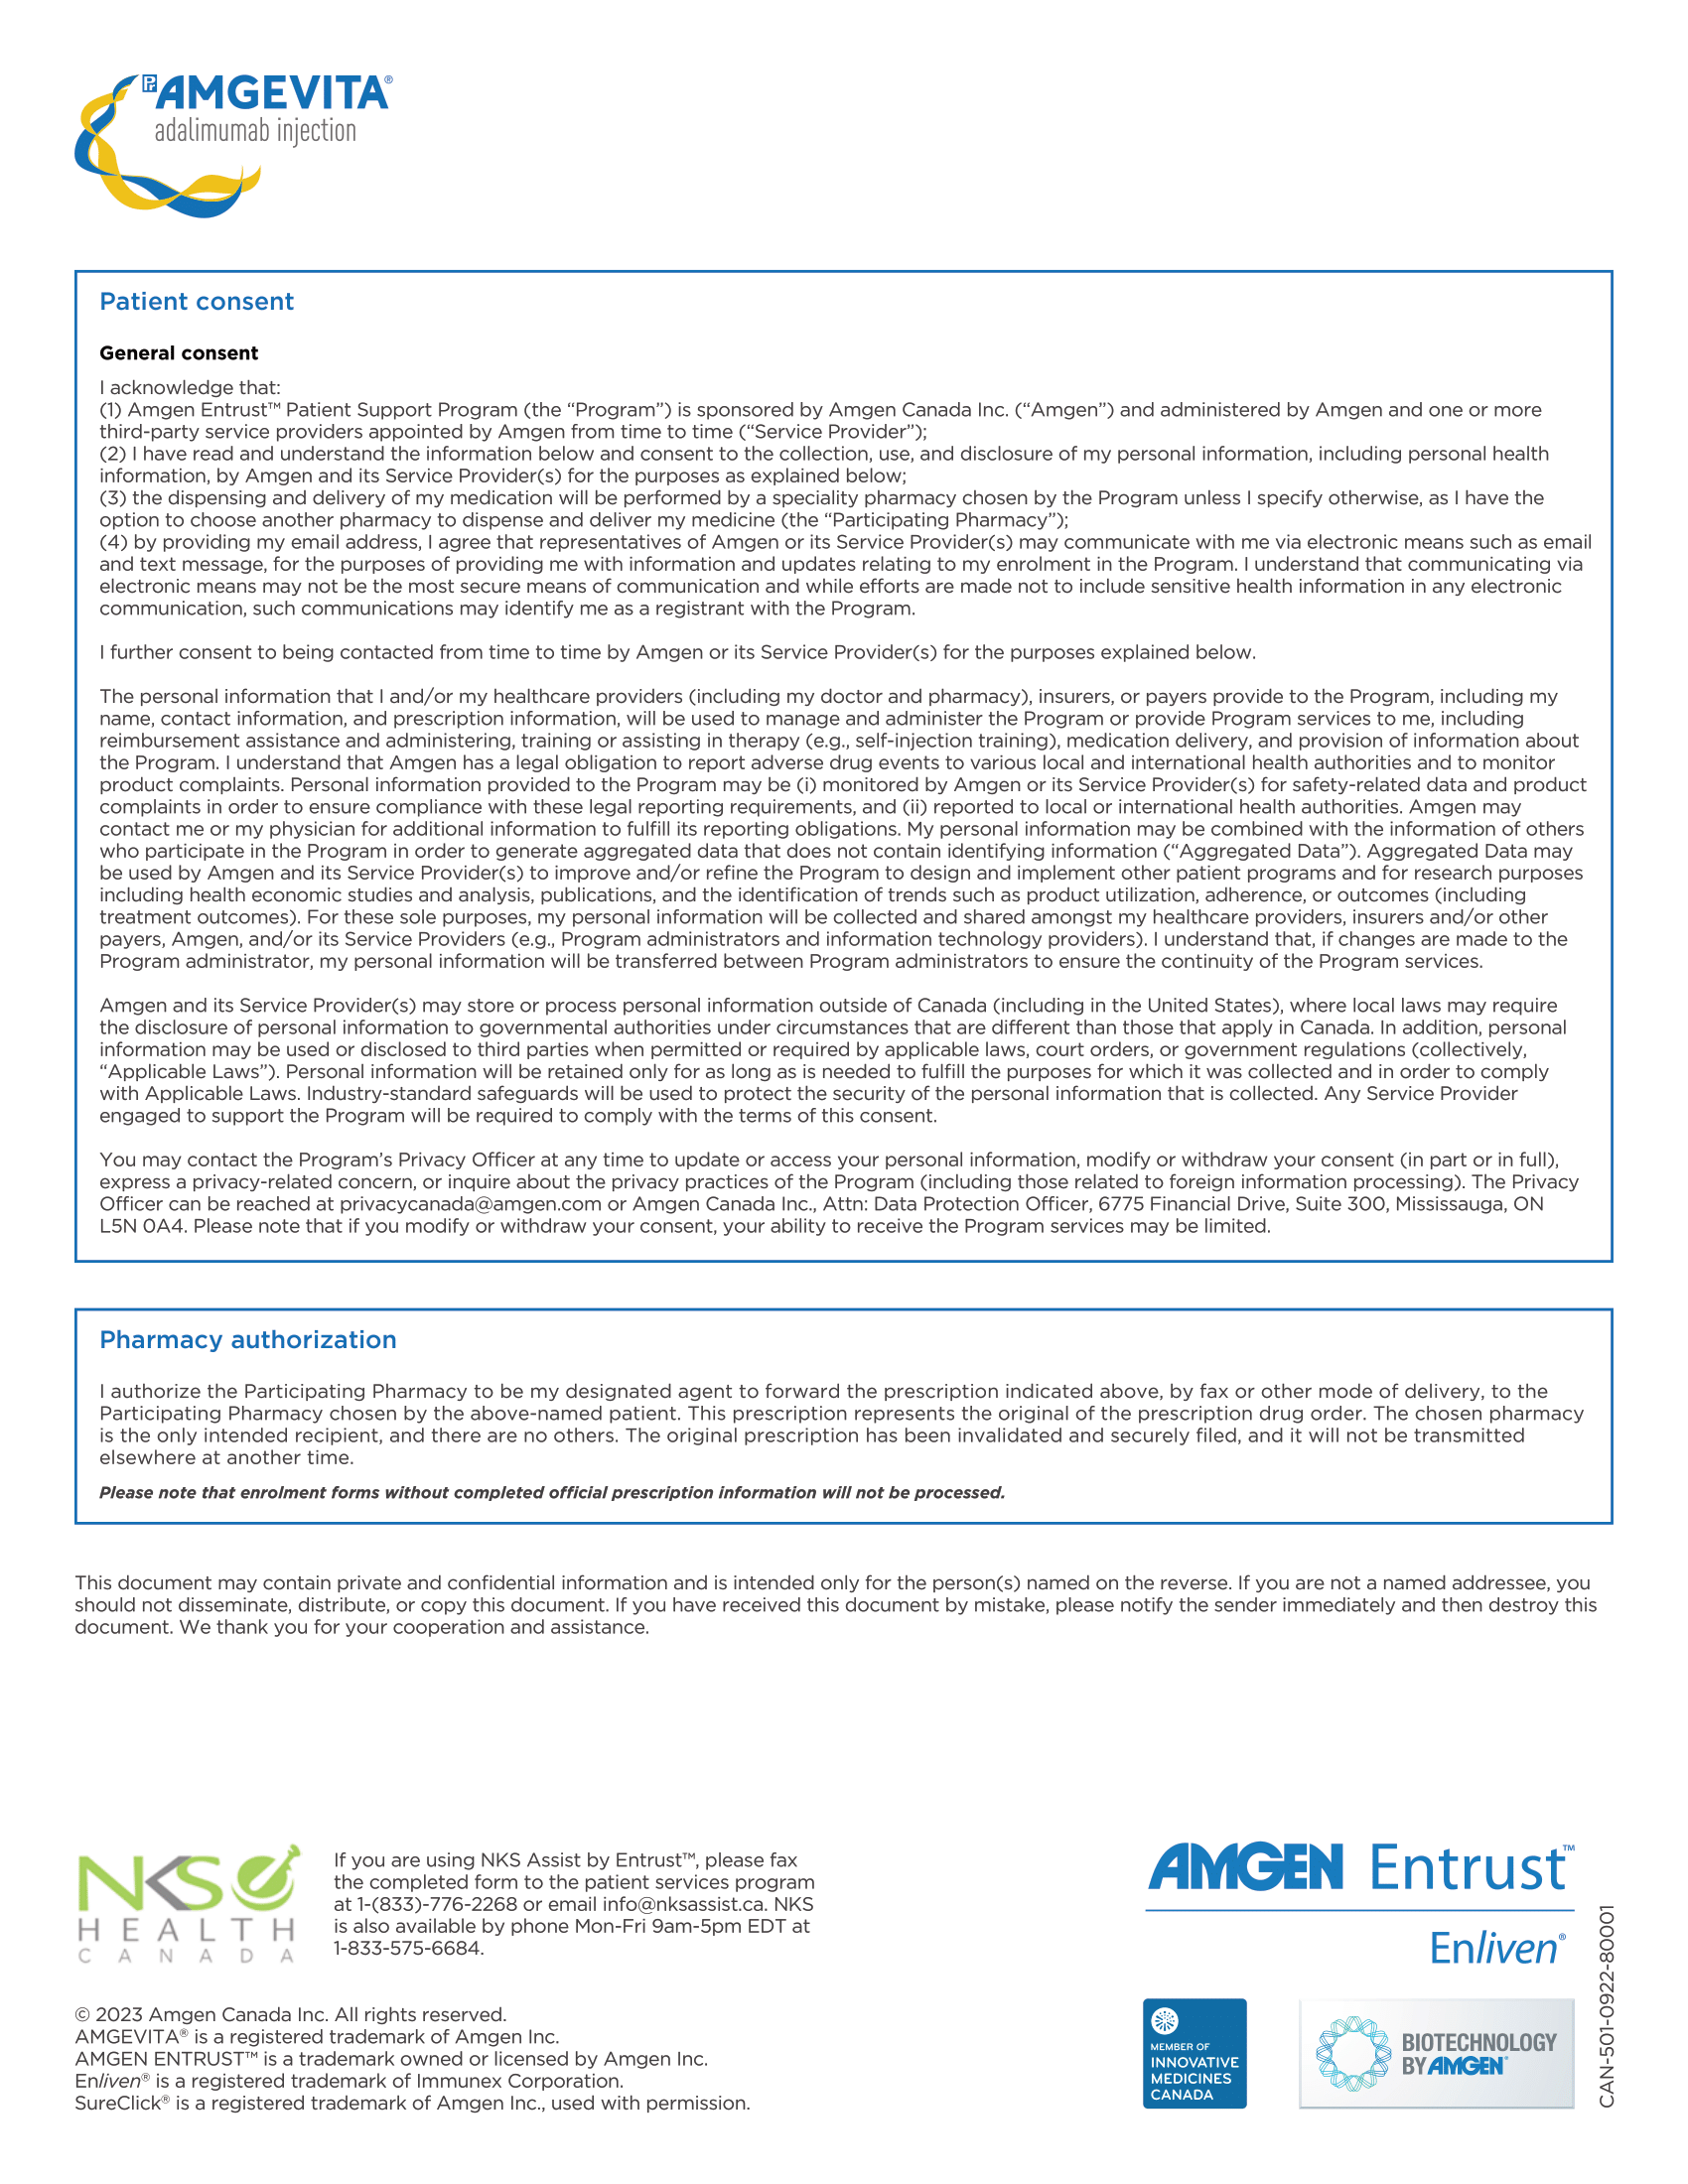 Pr AMGEVITA®
adalimumab injection
Patient consent
General consent
I acknowledge that:
(1) Amgen Entrust™ Patient Support Program (the “Program”) is sponsored by Amgen Canada Inc. (“Amgen”) and administered by Amgen and one or more
third-party service providers appointed by Amgen from time to time (“Service Provider”);
(2) I have read and understand the information below and consent to the collection, use, and disclosure of my personal information, including personal health
information, by Amgen and its Service Provider(s) for the purposes as explained below;
(3) the dispensing and delivery of my medication will be performed by a speciality pharmacy chosen by the Program unless I specify otherwise, as I have the
option to choose another pharmacy to dispense and deliver my medicine (the “Participating Pharmacy”);
(4) by providing my email address, I agree that representatives of Amgen or its Service Provider(s) may communicate with me via electronic means such as email
and text message, for the purposes of providing me with information and updates relating to my enrolment in the Program. I understand that communicating via
electronic means may not be the most secure means of communication and while efforts are made not to include sensitive health information in any electronic
communication, such communications may identify me as a registrant with the Program.
I further consent to being contacted from time to time by Amgen or its Service Provider(s) for the purposes explained below.
The personal information that I and/or my healthcare providers (including my doctor and pharmacy), insurers, or payers provide to the Program, including my
name, contact information, and prescription information, will be used to manage and administer the Program or provide Program services to me, including
reimbursement assistance and administering, training or assisting in therapy (e.g., self-injection training), medication delivery, and provision of information about
the Program. I understand that Amgen has a legal obligation to report adverse drug events to various local and international health authorities and to monitor
product complaints. Personal information provided to the Program may be (i) monitored by Amgen or its Service Provider(s) for safety-related data and product
complaints in order to ensure compliance with these legal reporting requirements, and (ii) reported to local or international health authorities. Amgen may
contact me or my physician for additional information to fulfill its reporting obligations. My personal information may be combined with the information of others
who participate in the Program in order to generate aggregated data that does not contain identifying information (“Aggregated Data”). Aggregated Data may
be used by Amgen and its Service Provider(s) to improve and/or refine the Program to design and implement other patient programs and for research purposes
including health economic studies and analysis, publications, and the identification of trends such as product utilization, adherence, or outcomes (including
treatment outcomes). For these sole purposes, my personal information will be collected and shared amongst my healthcare providers, insurers and/or other
payers, Amgen, and/or its Service Providers (e.g., Program administrators and information technology providers). I understand that, if changes are made to the
Program administrator, my personal information will be transferred between Program administrators to ensure the continuity of the Program services.
Amgen and its Service Provider(s) may store or process personal information outside of Canada (including in the United States), where local laws may require
the disclosure of personal information to governmental authorities under circumstances that are different than those that apply in Canada. In addition, personal
information may be used or disclosed to third parties when permitted or required by applicable laws, court orders, or government regulations (collectively,
“Applicable Laws”). Personal information will be retained only for as long as is needed to fulfill the purposes for which it was collected and in order to comply
with Applicable Laws. Industry-standard safeguards will be used to protect the security of the personal information that is collected. Any Service Provider
engaged to support the Program will be required to comply with the terms of this consent.
You may contact the Program’s Privacy Officer at any time to update or access your personal information, modify or withdraw your consent (in part or in full),
express a privacy-related concern, or inquire about the privacy practices of the Program (including those related to foreign information processing). The Privacy
Officer can be reached at privacycanada@amgen.com or Amgen Canada Inc., Attn: Data Protection Officer, 6775 Financial Drive, Suite 300, Mississauga, ON
L5N 0A4. Please note that if you modify or withdraw your consent, your ability to receive the Program services may be limited.
Pharmacy authorization
I authorize the Participating Pharmacy to be my designated agent to forward the prescription indicated above, by fax or other mode of delivery, to the
Participating Pharmacy chosen by the above-named patient. This prescription represents the original of the prescription drug order. The chosen pharmacy
is the only intended recipient, and there are no others. The original prescription has been invalidated and securely filed, and it will not be transmitted
elsewhere at another time.
Please note that enrolment forms without completed official prescription information will not be processed.
This document may contain private and confidential information and is intended only for the person(s) named on the reverse. If you are not a named addressee, you
should not disseminate, distribute, or copy this document. If you have received this document by mistake, please notify the sender immediately and then destroy this
document. We thank you for your cooperation and assistance.
NKS
HEALTH
CANADA
If you are using NKS Assist by Entrust™, please fax
the completed form to the patient services program
at 1-(833)-776-2268 or email info@nksassist.ca. NKS
is also available by phone Mon-Fri 9am-5pm EDT at
1-833-575-6684.
AMGEN Entrust™
Enliven®
© 2023 Amgen Canada Inc. All rights reserved.
AMGEVITA® is a registered trademark of Amgen Inc.
AMGEN ENTRUST™ is a trademark owned or licensed by Amgen Inc.
Enliven® is a registered trademark of Immunex Corporation.
SureClick® is a registered trademark of Amgen Inc., used with permission.
MEMBER OF
INNOVATIVE
MEDICINES
CANADA
BIOTECHNOLOGY
BY AMGEN®
CAN-501-0922-80001